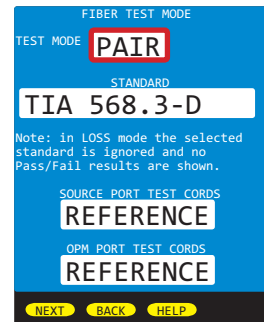 FIBER TEST MODE
TEST MODE PAIR
STANDARD
TIA 568.3-D
Note: in LOSS mode the selected
standard is ignored and no
Pass/Fail results are shown.
SOURCE PORT TEST CORDS
REFERENCE
OPM PORT TEST CORDS
REFERENCE
NEXT BACK HELP